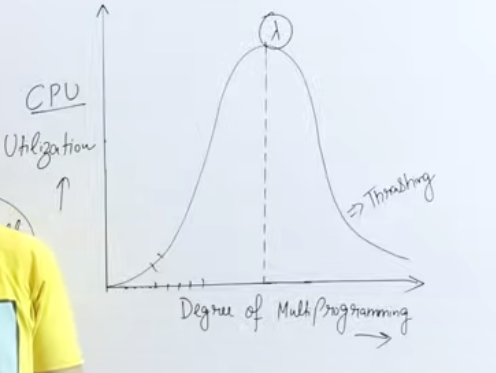 λ
CPU
Utilization
⇒ Thrashing
Degree of Multiprogramming